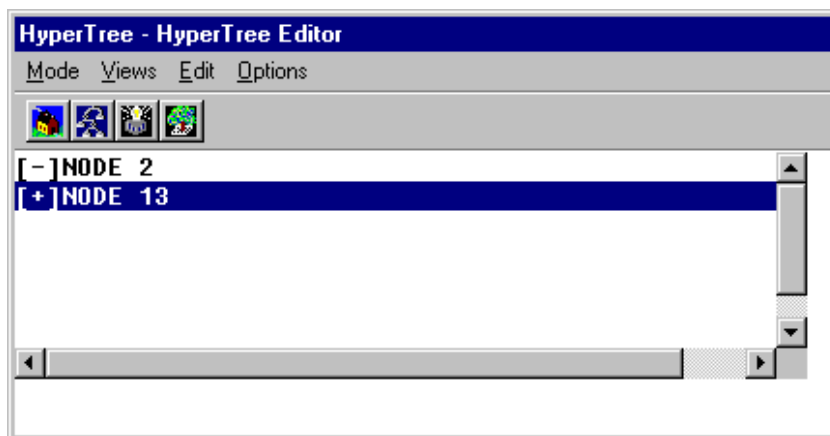 HyperTree - HyperTree Editor
Mode Views Edit Options
[-]NODE 2
[+]NODE 13